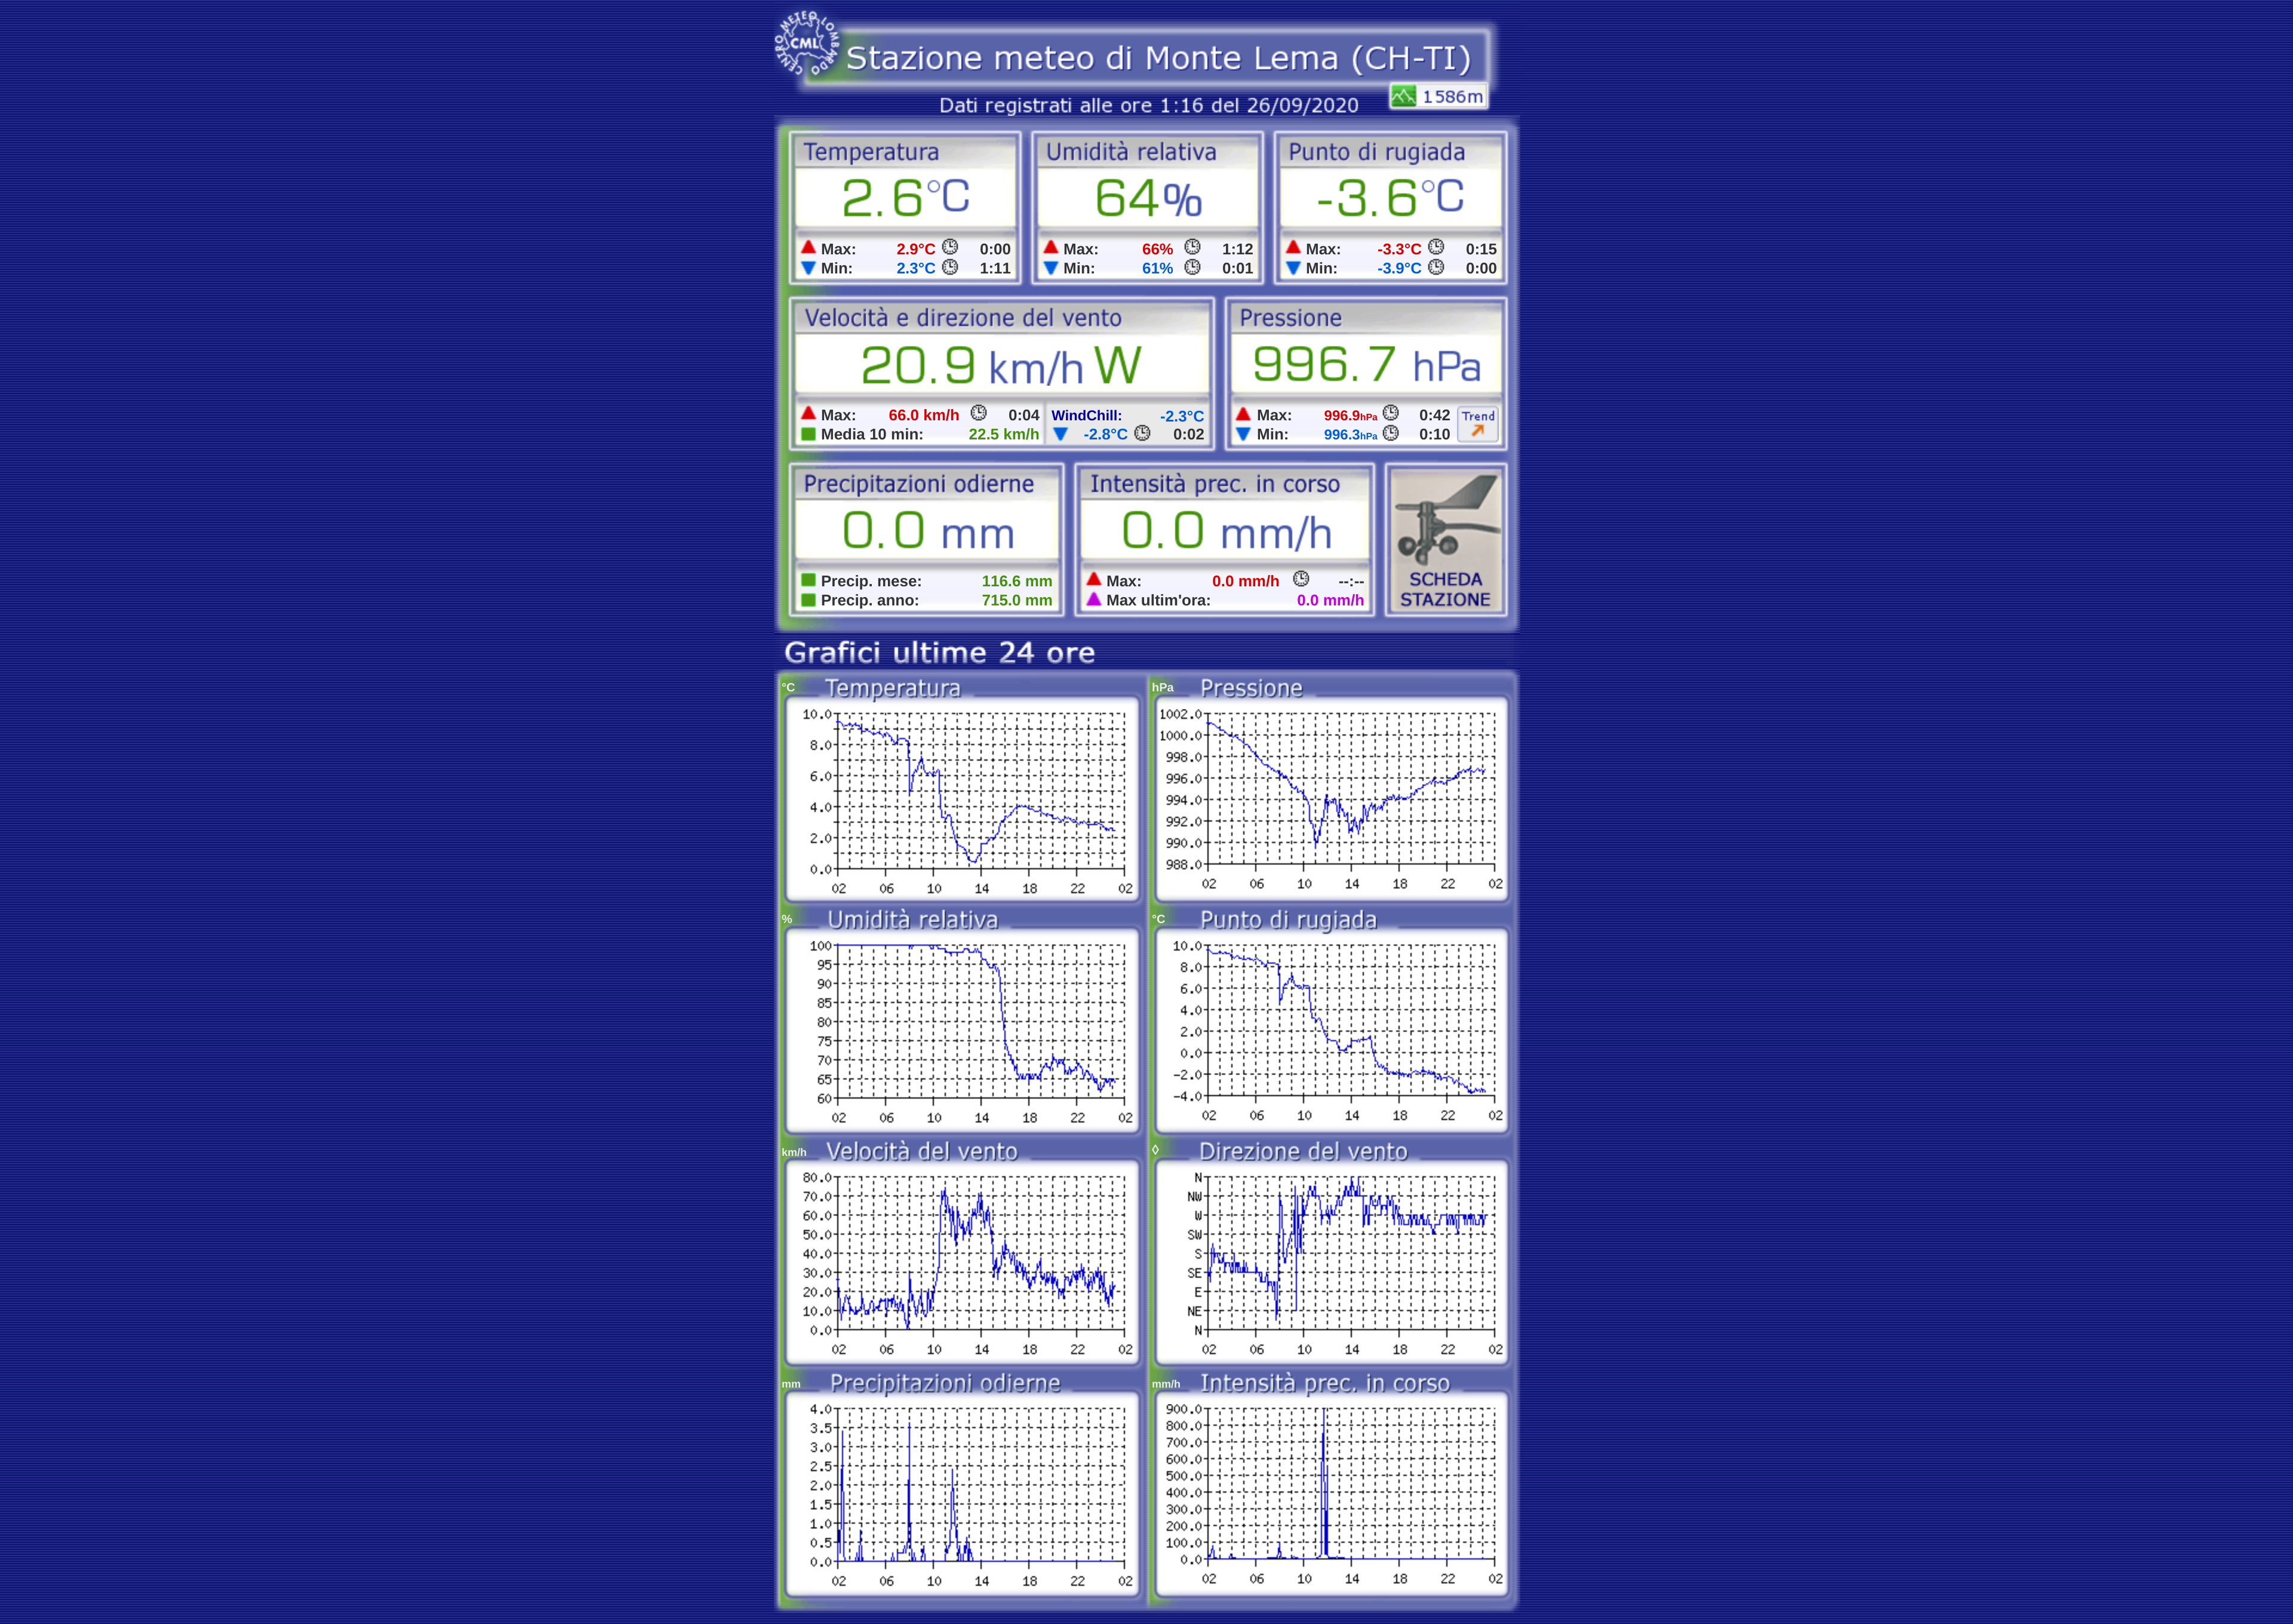 CENTRO METEO LOMBARDO
CML
Stazione meteo di Monte Lema (CH-TI)
1586m
Dati registrati alle ore 1:16 del 26/09/2020
Temperatura
2.6°C
Max: 2.9°C 0:00
Min: 2.3°C 1:11
Umidità relativa
64%
Max: 66% 1:12
Min: 61% 0:01
Punto di rugiada
-3.6°C
Max: -3.3°C 0:15
Min: -3.9°C 0:00
Velocità e direzione del vento
20.9 km/h W
Max: 66.0 km/h 0:04
Media 10 min: 22.5 km/h
WindChill: -2.3°C
-2.8°C 0:02
Pressione
996.7 hPa
Max: 996.9hPa 0:42
Min: 996.3hPa 0:10
Trend
Precipitazioni odierne
0.0 mm
Precip. mese: 116.6 mm
Precip. anno: 715.0 mm
Intensità prec. in corso
0.0 mm/h
Max: 0.0 mm/h --:--
Max ultim'ora: 0.0 mm/h
SCHEDA
STAZIONE
Grafici ultime 24 ore
°C Temperatura
10.0
8.0
6.0
4.0
2.0
0.0
02 06 10 14 18 22 02
hPa Pressione
1002.0
1000.0
998.0
996.0
994.0
992.0
990.0
988.0
02 06 10 14 18 22 02
% Umidità relativa
100
95
90
85
80
75
70
65
60
02 06 10 14 18 22 02
°C Punto di rugiada
10.0
8.0
6.0
4.0
2.0
0.0
-2.0
-4.0
02 06 10 14 18 22 02
km/h Velocità del vento
80.0
70.0
60.0
50.0
40.0
30.0
20.0
10.0
0.0
02 06 10 14 18 22 02
◊ Direzione del vento
N
NW
W
SW
S
SE
E
NE
N
02 06 10 14 18 22 02
mm Precipitazioni odierne
4.0
3.5
3.0
2.5
2.0
1.5
1.0
0.5
0.0
02 06 10 14 18 22 02
mm/h Intensità prec. in corso
900.0
800.0
700.0
600.0
500.0
400.0
300.0
200.0
100.0
0.0
02 06 10 14 18 22 02